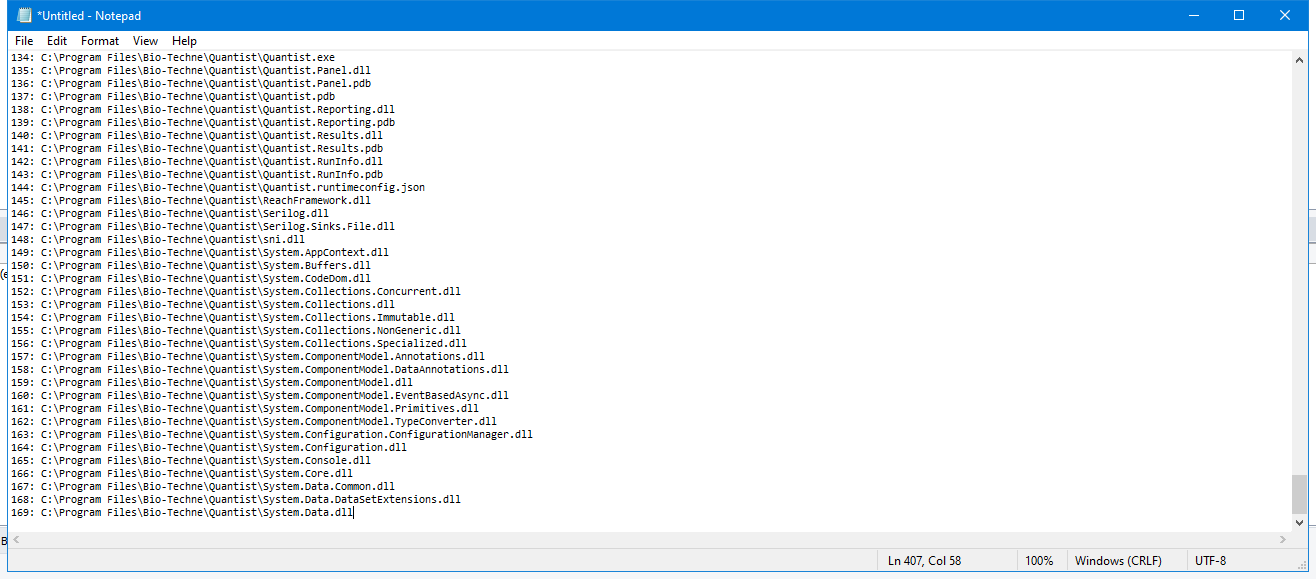 *Untitled - Notepad
File Edit Format View Help
134: C:\Program Files\Bio-Techne\Quantist\Quantist.exe
135: C:\Program Files\Bio-Techne\Quantist\Quantist.Panel.dll
136: C:\Program Files\Bio-Techne\Quantist\Quantist.Panel.pdb
137: C:\Program Files\Bio-Techne\Quantist\Quantist.pdb
138: C:\Program Files\Bio-Techne\Quantist\Quantist.Reporting.dll
139: C:\Program Files\Bio-Techne\Quantist\Quantist.Reporting.pdb
140: C:\Program Files\Bio-Techne\Quantist\Quantist.Results.dll
141: C:\Program Files\Bio-Techne\Quantist\Quantist.Results.pdb
142: C:\Program Files\Bio-Techne\Quantist\Quantist.RunInfo.dll
143: C:\Program Files\Bio-Techne\Quantist\Quantist.RunInfo.pdb
144: C:\Program Files\Bio-Techne\Quantist\Quantist.runtimeconfig.json
145: C:\Program Files\Bio-Techne\Quantist\ReachFramework.dll
146: C:\Program Files\Bio-Techne\Quantist\Serilog.dll
147: C:\Program Files\Bio-Techne\Quantist\Serilog.Sinks.File.dll
148: C:\Program Files\Bio-Techne\Quantist\sni.dll
149: C:\Program Files\Bio-Techne\Quantist\System.AppContext.dll
150: C:\Program Files\Bio-Techne\Quantist\System.Buffers.dll
151: C:\Program Files\Bio-Techne\Quantist\System.CodeDom.dll
152: C:\Program Files\Bio-Techne\Quantist\System.Collections.Concurrent.dll
153: C:\Program Files\Bio-Techne\Quantist\System.Collections.dll
154: C:\Program Files\Bio-Techne\Quantist\System.Collections.Immutable.dll
155: C:\Program Files\Bio-Techne\Quantist\System.Collections.NonGeneric.dll
156: C:\Program Files\Bio-Techne\Quantist\System.Collections.Specialized.dll
157: C:\Program Files\Bio-Techne\Quantist\System.ComponentModel.Annotations.dll
158: C:\Program Files\Bio-Techne\Quantist\System.ComponentModel.DataAnnotations.dll
159: C:\Program Files\Bio-Techne\Quantist\System.ComponentModel.dll
160: C:\Program Files\Bio-Techne\Quantist\System.ComponentModel.EventBasedAsync.dll
161: C:\Program Files\Bio-Techne\Quantist\System.ComponentModel.Primitives.dll
162: C:\Program Files\Bio-Techne\Quantist\System.ComponentModel.TypeConverter.dll
163: C:\Program Files\Bio-Techne\Quantist\System.Configuration.ConfigurationManager.dll
164: C:\Program Files\Bio-Techne\Quantist\System.Configuration.dll
165: C:\Program Files\Bio-Techne\Quantist\System.Console.dll
166: C:\Program Files\Bio-Techne\Quantist\System.Core.dll
167: C:\Program Files\Bio-Techne\Quantist\System.Data.Common.dll
168: C:\Program Files\Bio-Techne\Quantist\System.Data.DataSetExtensions.dll
169: C:\Program Files\Bio-Techne\Quantist\System.Data.dll
Ln 407, Col 58 100% Windows (CRLF) UTF-8